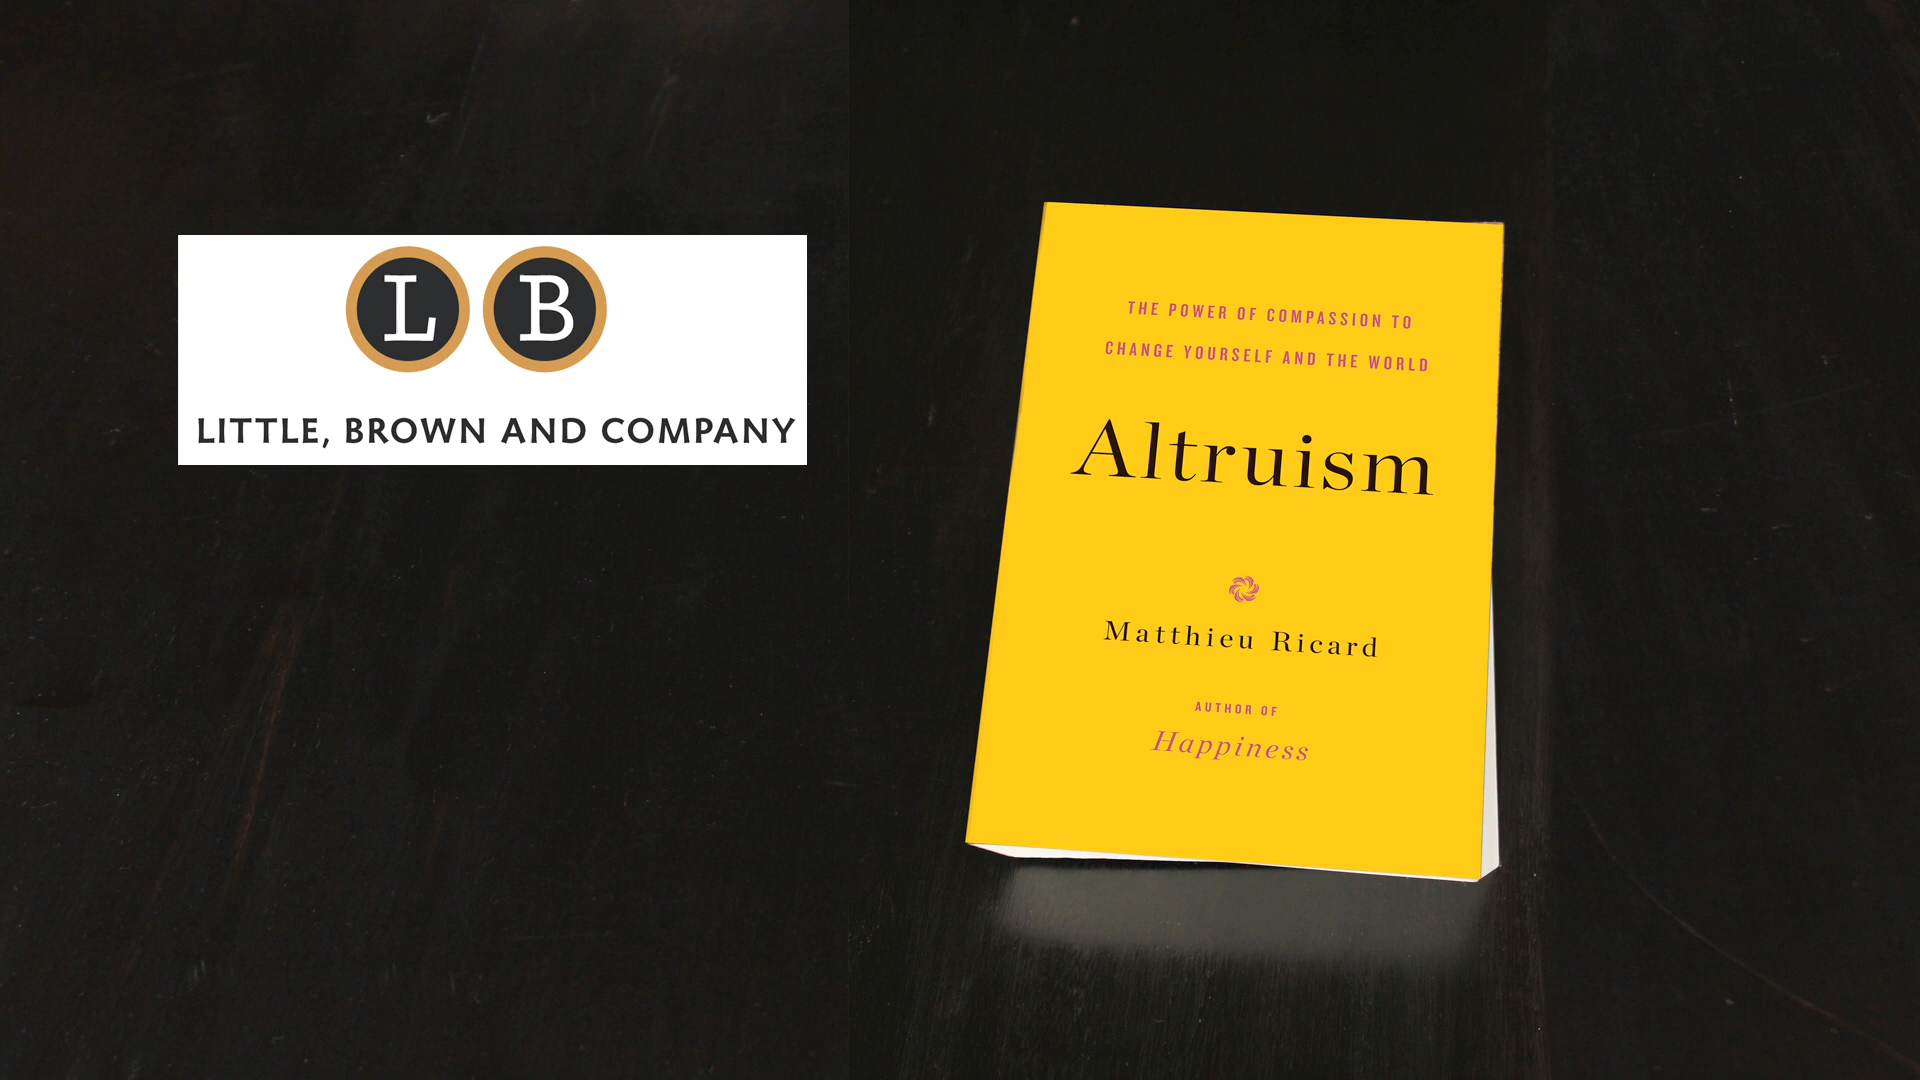 L B
LITTLE, BROWN AND COMPANY
THE POWER OF COMPASSION TO
CHANGE YOURSELF AND THE WORLD
Altruism
Matthieu Ricard
AUTHOR OF
Happiness